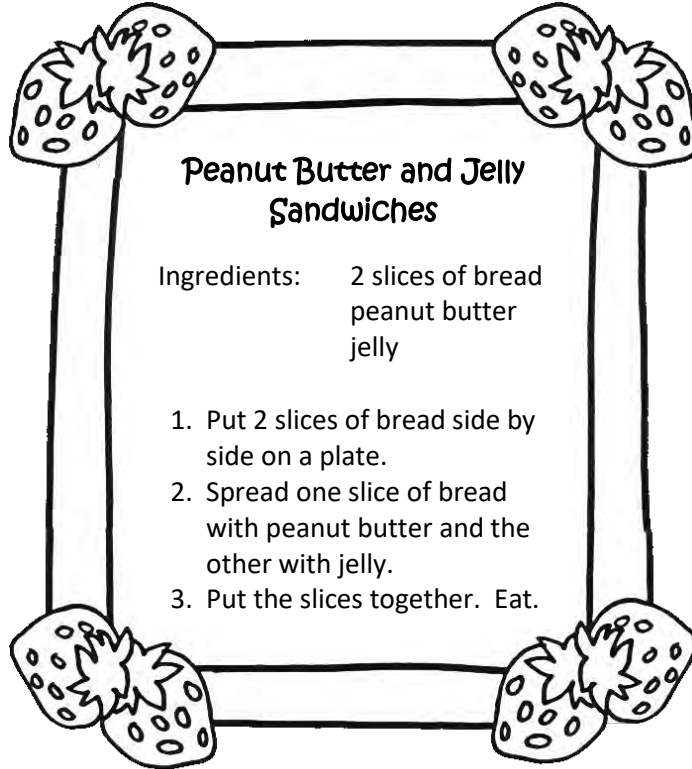 Peanut Butter and Jelly
Sandwiches
Ingredients: 2 slices of bread
peanut butter
jelly
1. Put 2 slices of bread side by
side on a plate.
2. Spread one slice of bread
with peanut butter and the
other with jelly.
3. Put the slices together. Eat.